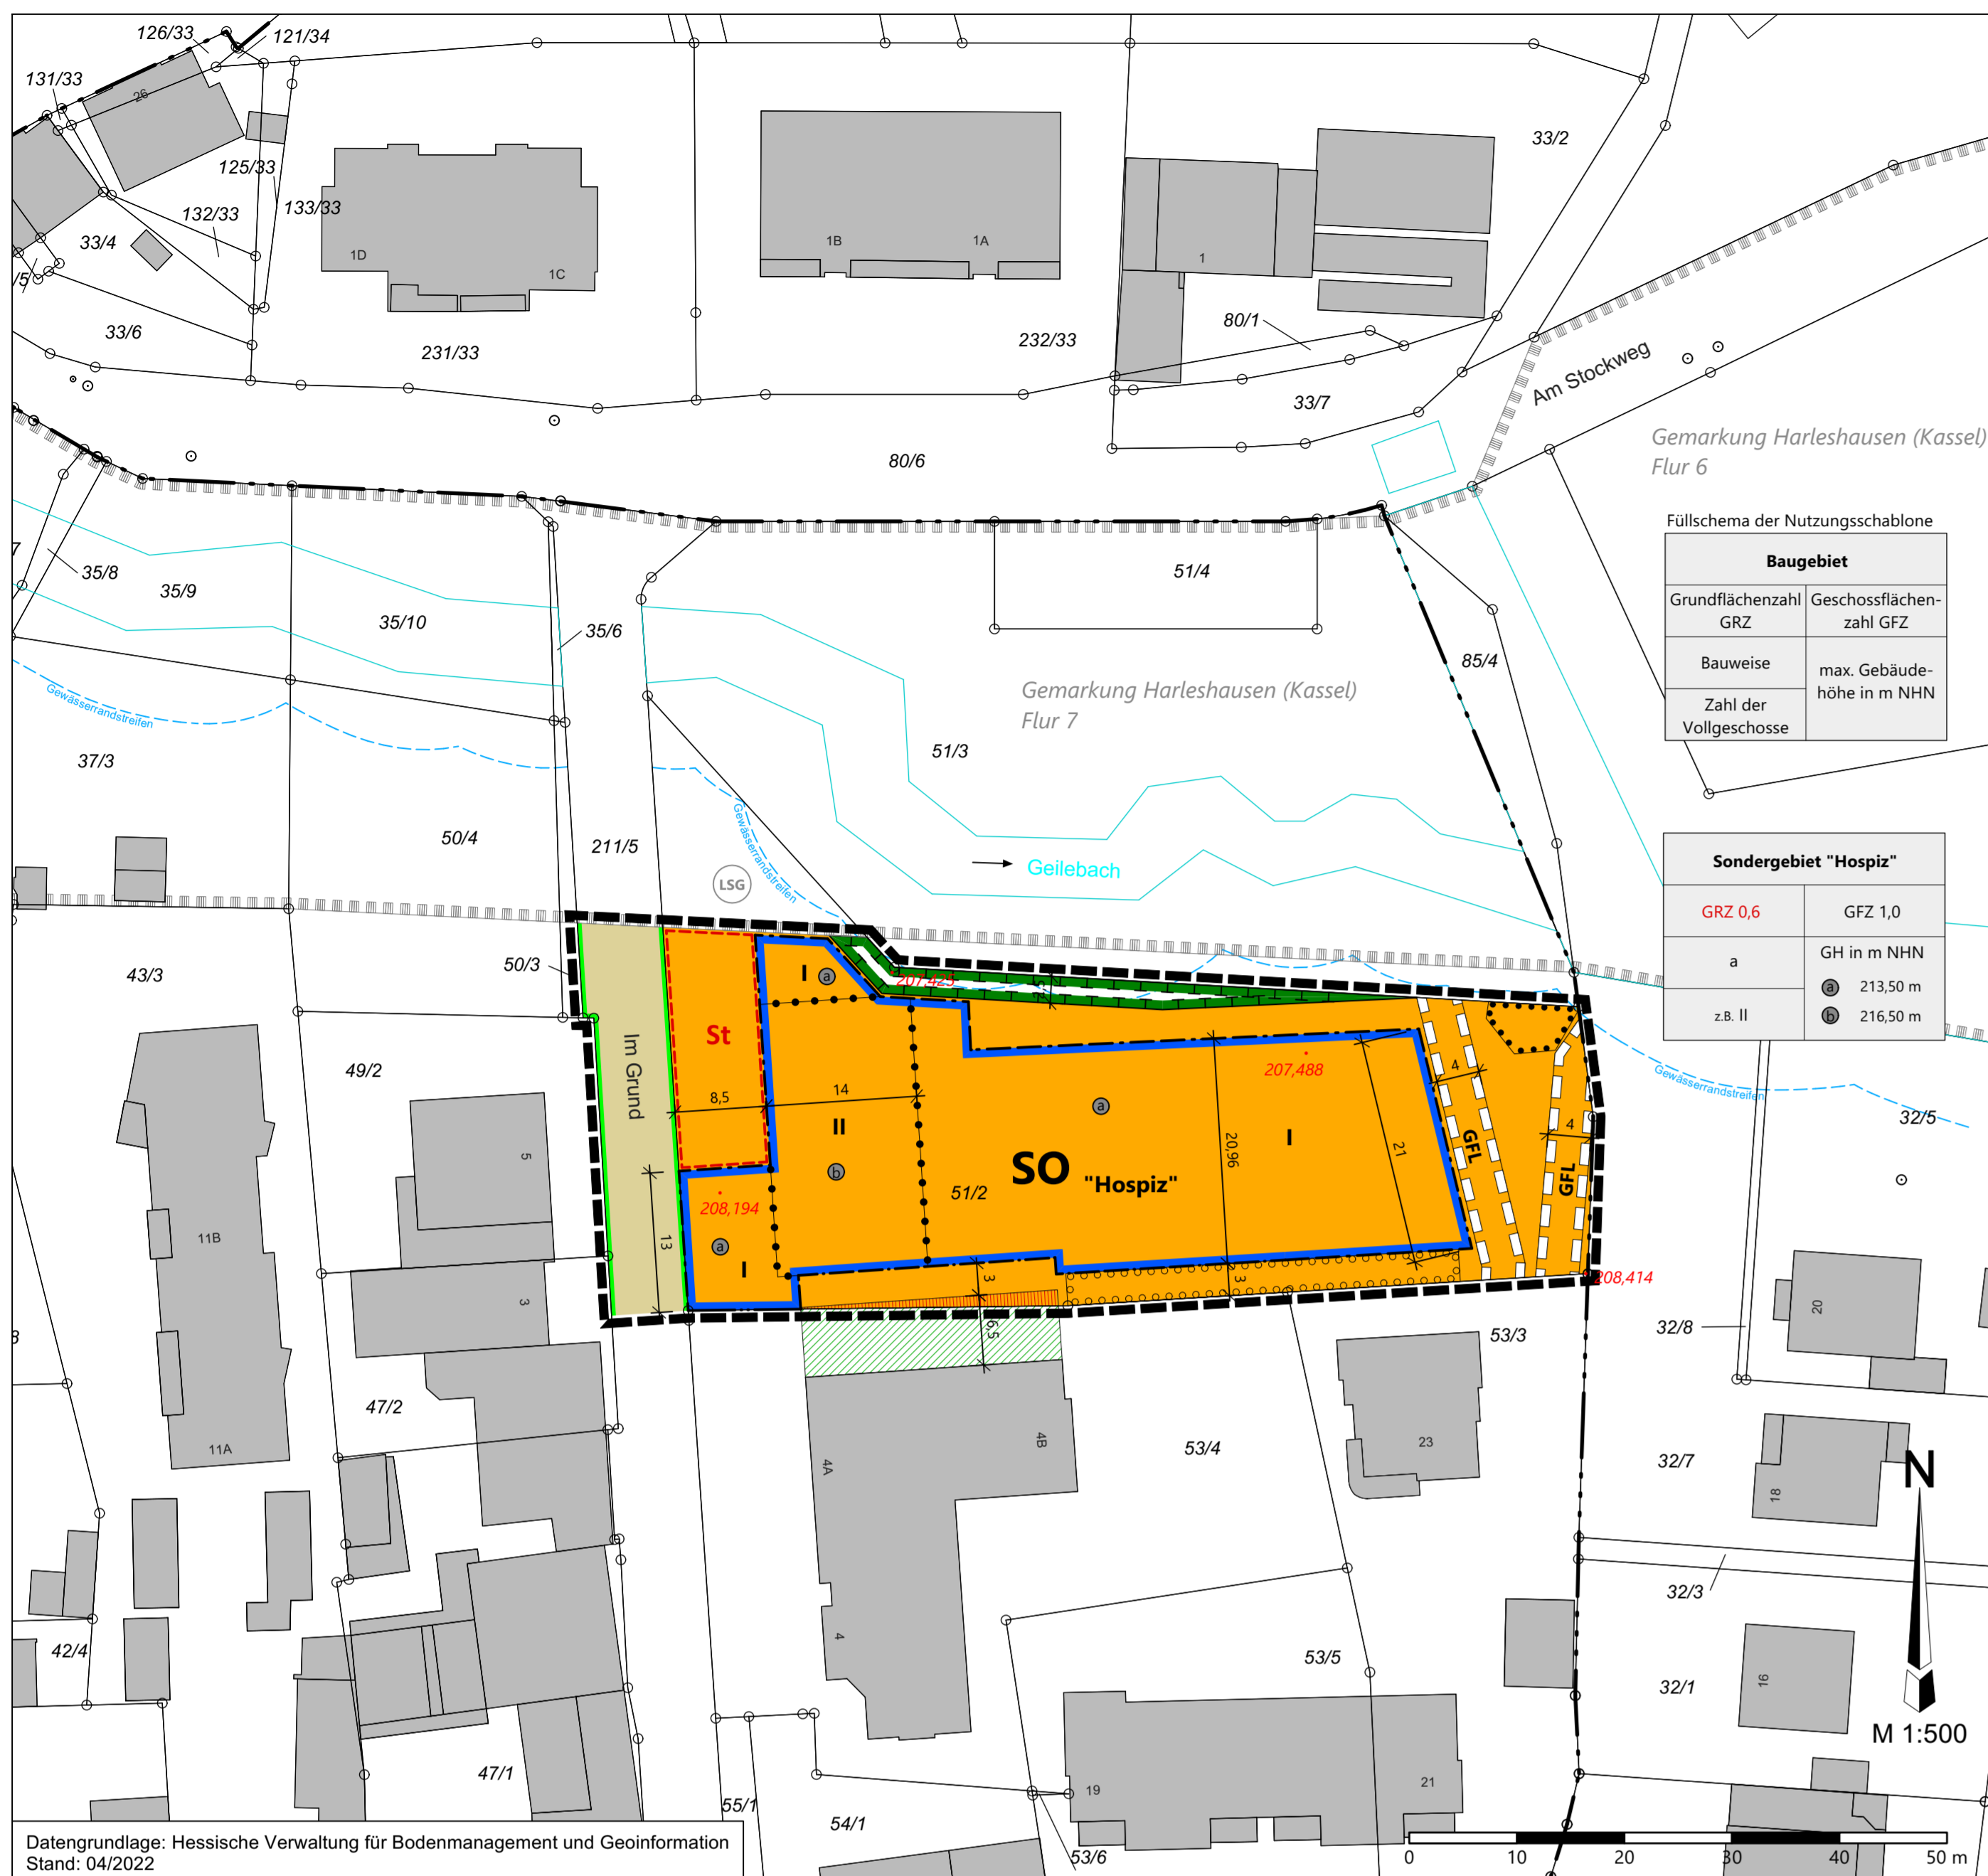 126/33
121/34
131/33
26
33/2
125/33
132/33
133/33
33/4
1D
1C
1B
1A
1
/5
33/6
231/33
232/33
80/1
33/7
Am Stockweg
80/6
Gemarkung Harleshausen (Kassel)
Flur 6
Füllschema der Nutzungsschablone
Baugebiet
Grundflächenzahl
GRZ
Geschossflächen-
zahl GFZ
Bauweise
max. Gebäude-
höhe in m NHN
Zahl der
Vollgeschosse
7
35/8
35/9
35/10
35/6
51/4
85/4
Gewässerrandstreifen
Gemarkung Harleshausen (Kassel)
Flur 7
37/3
51/3
50/4
211/5
Gewässerrandstreifen
LSG
Geilebach
Sondergebiet "Hospiz"
GRZ 0,6
GFZ 1,0
a
GH in m NHN
a 213,50 m
z.B. II
b 216,50 m
43/3
50/3
I
a
207,425
2,5
Im Grund
St
49/2
8,5
14
II
b
a
207,488
20,96
I
21
4
GFL
4
GFL
Gewässerrandstreifen
32/5
SO "Hospiz"
51/2
208,194
13
a
I
3
3
6,5
208,414
5
11B
3
11A
8
47/2
53/3
32/8
20
4A
4B
53/4
23
32/7
18
N
32/3
42/4
4
53/5
32/1
16
M 1:500
47/1
55/1
54/1
19
21
53/6
0 10 20 30 40 50 m
Datengrundlage: Hessische Verwaltung für Bodenmanagement und Geoinformation
Stand: 04/2022